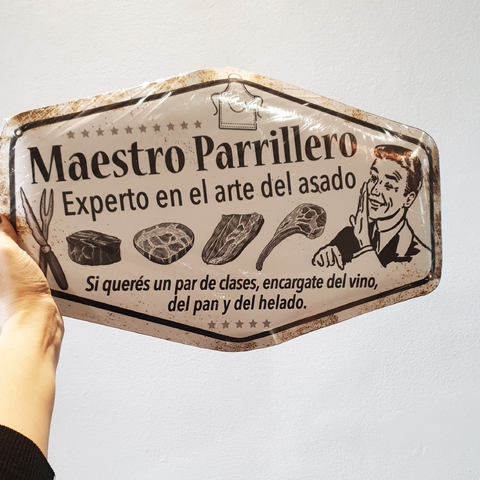 Maestro Parrillero
Experto en el arte del asado
Si querés un par de clases, encargate del vino,
del pan y del helado.